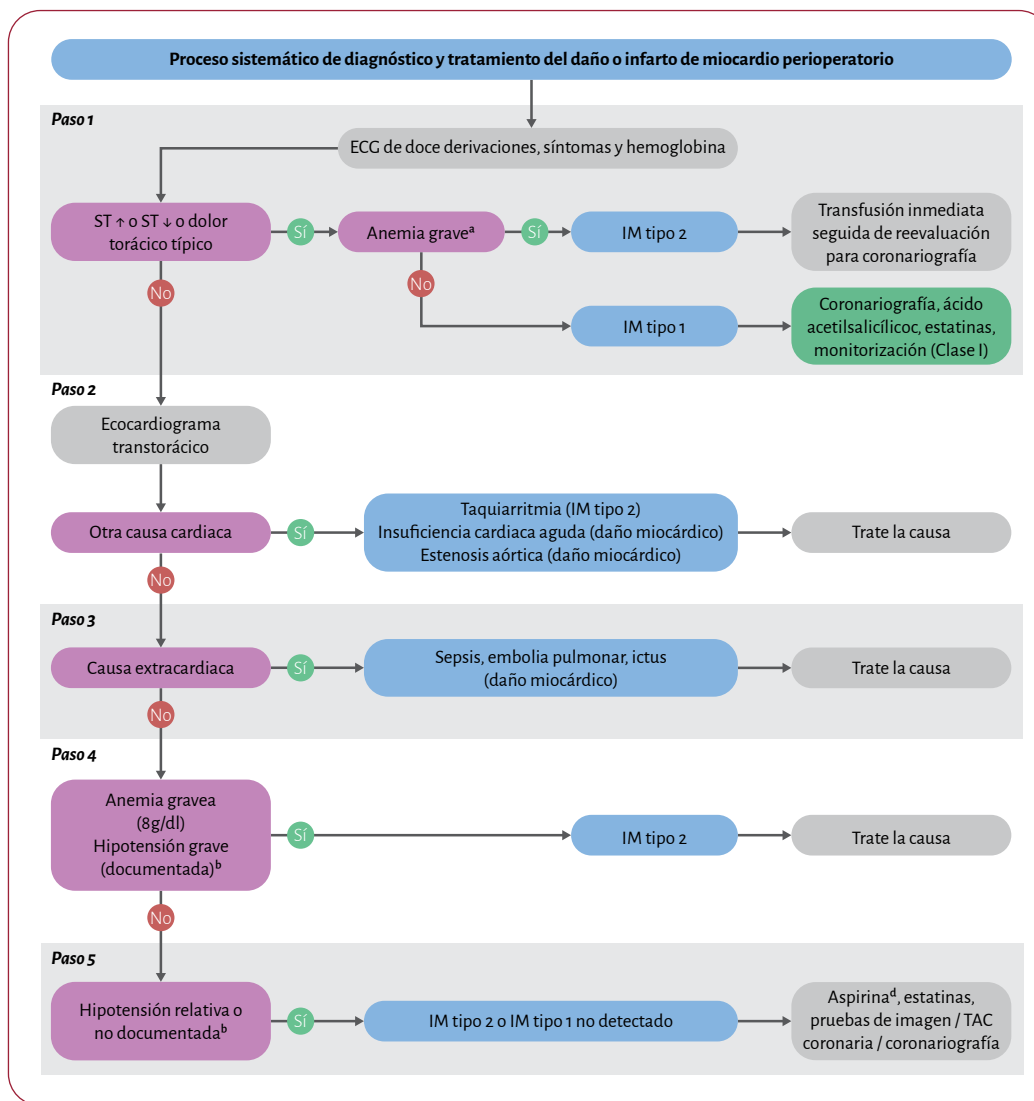 Proceso sistemático de diagnóstico y tratamiento del daño o infarto de miocardio perioperatorio
Paso 1
ECG de doce derivaciones, síntomas y hemoglobina
ST ↑ o ST ↓ o dolor
torácico típico
Sí
Anemia graveᵃ
Sí
IM tipo 2
Transfusión inmediata
seguida de reevaluación
para coronariografía
No
No
IM tipo 1
Coronariografía, ácido
acetilsalicílicoc, estatinas,
monitorización (Clase I)
Paso 2
Ecocardiograma
transtorácico
Otra causa cardiaca
Sí
Taquiarritmia (IM tipo 2)
Insuficiencia cardiaca aguda (daño miocárdico)
Estenosis aórtica (daño miocárdico)
Trate la causa
No
Paso 3
Causa extracardiaca
Sí
Sepsis, embolia pulmonar, ictus
(daño miocárdico)
Trate la causa
No
Paso 4
Anemia gravea
(8g/dl)
Hipotensión grave
(documentada)ᵇ
Sí
IM tipo 2
Trate la causa
No
Paso 5
Hipotensión relativa o
no documentadaᵇ
Sí
IM tipo 2 o IM tipo 1 no detectado
Aspirinaᵈ, estatinas,
pruebas de imagen / TAC
coronaria / coronariografía